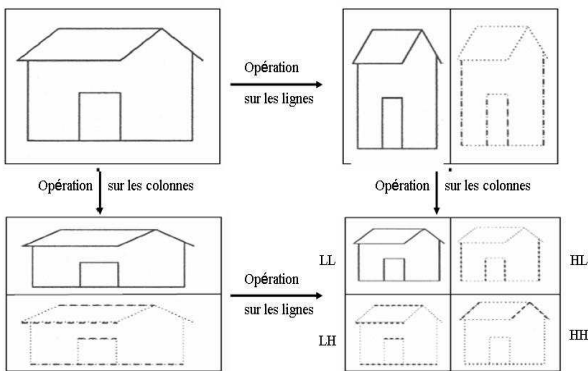 Opération
sur les lignes
Opération sur les colonnes
Opération sur les colonnes
LL
HL
Opération
sur les lignes
LH
HH